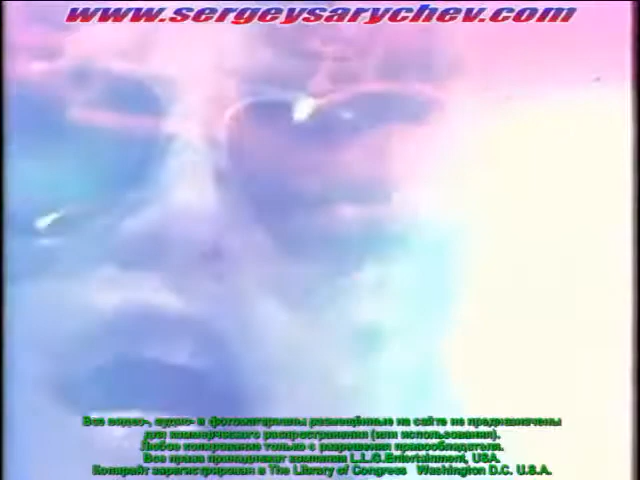 www.sergeysarychev.com
Все видео-, аудио- и фотоматериалы размещённые на сайте не предназначены
для коммерческого распространения (или использования).
Любое копирование только с разрешения правообладателя.
Все права принадлежат компании L.L.G.Entertainment, USA.
Копирайт зарегистрирован в The Library of Congress Washington D.C. U.S.A.